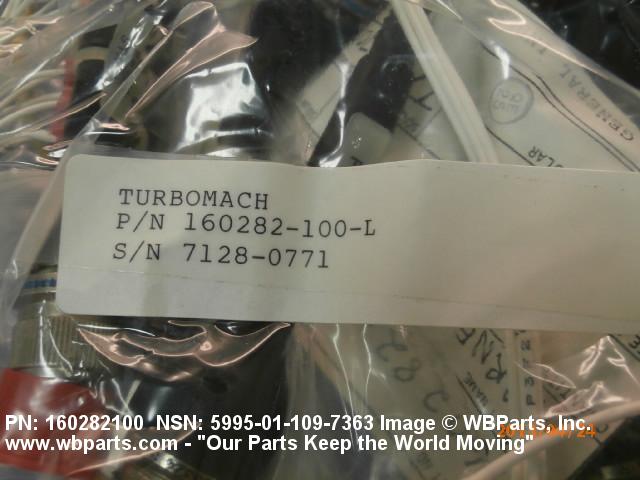 GENERAL
TURBOMACH
P/N 160282-100-L
S/N 7128-0771
PN: 160282100 NSN: 5995-01-109-7363 Image © WBParts, Inc.
www.wbparts.com - "Our Parts Keep the World Moving"